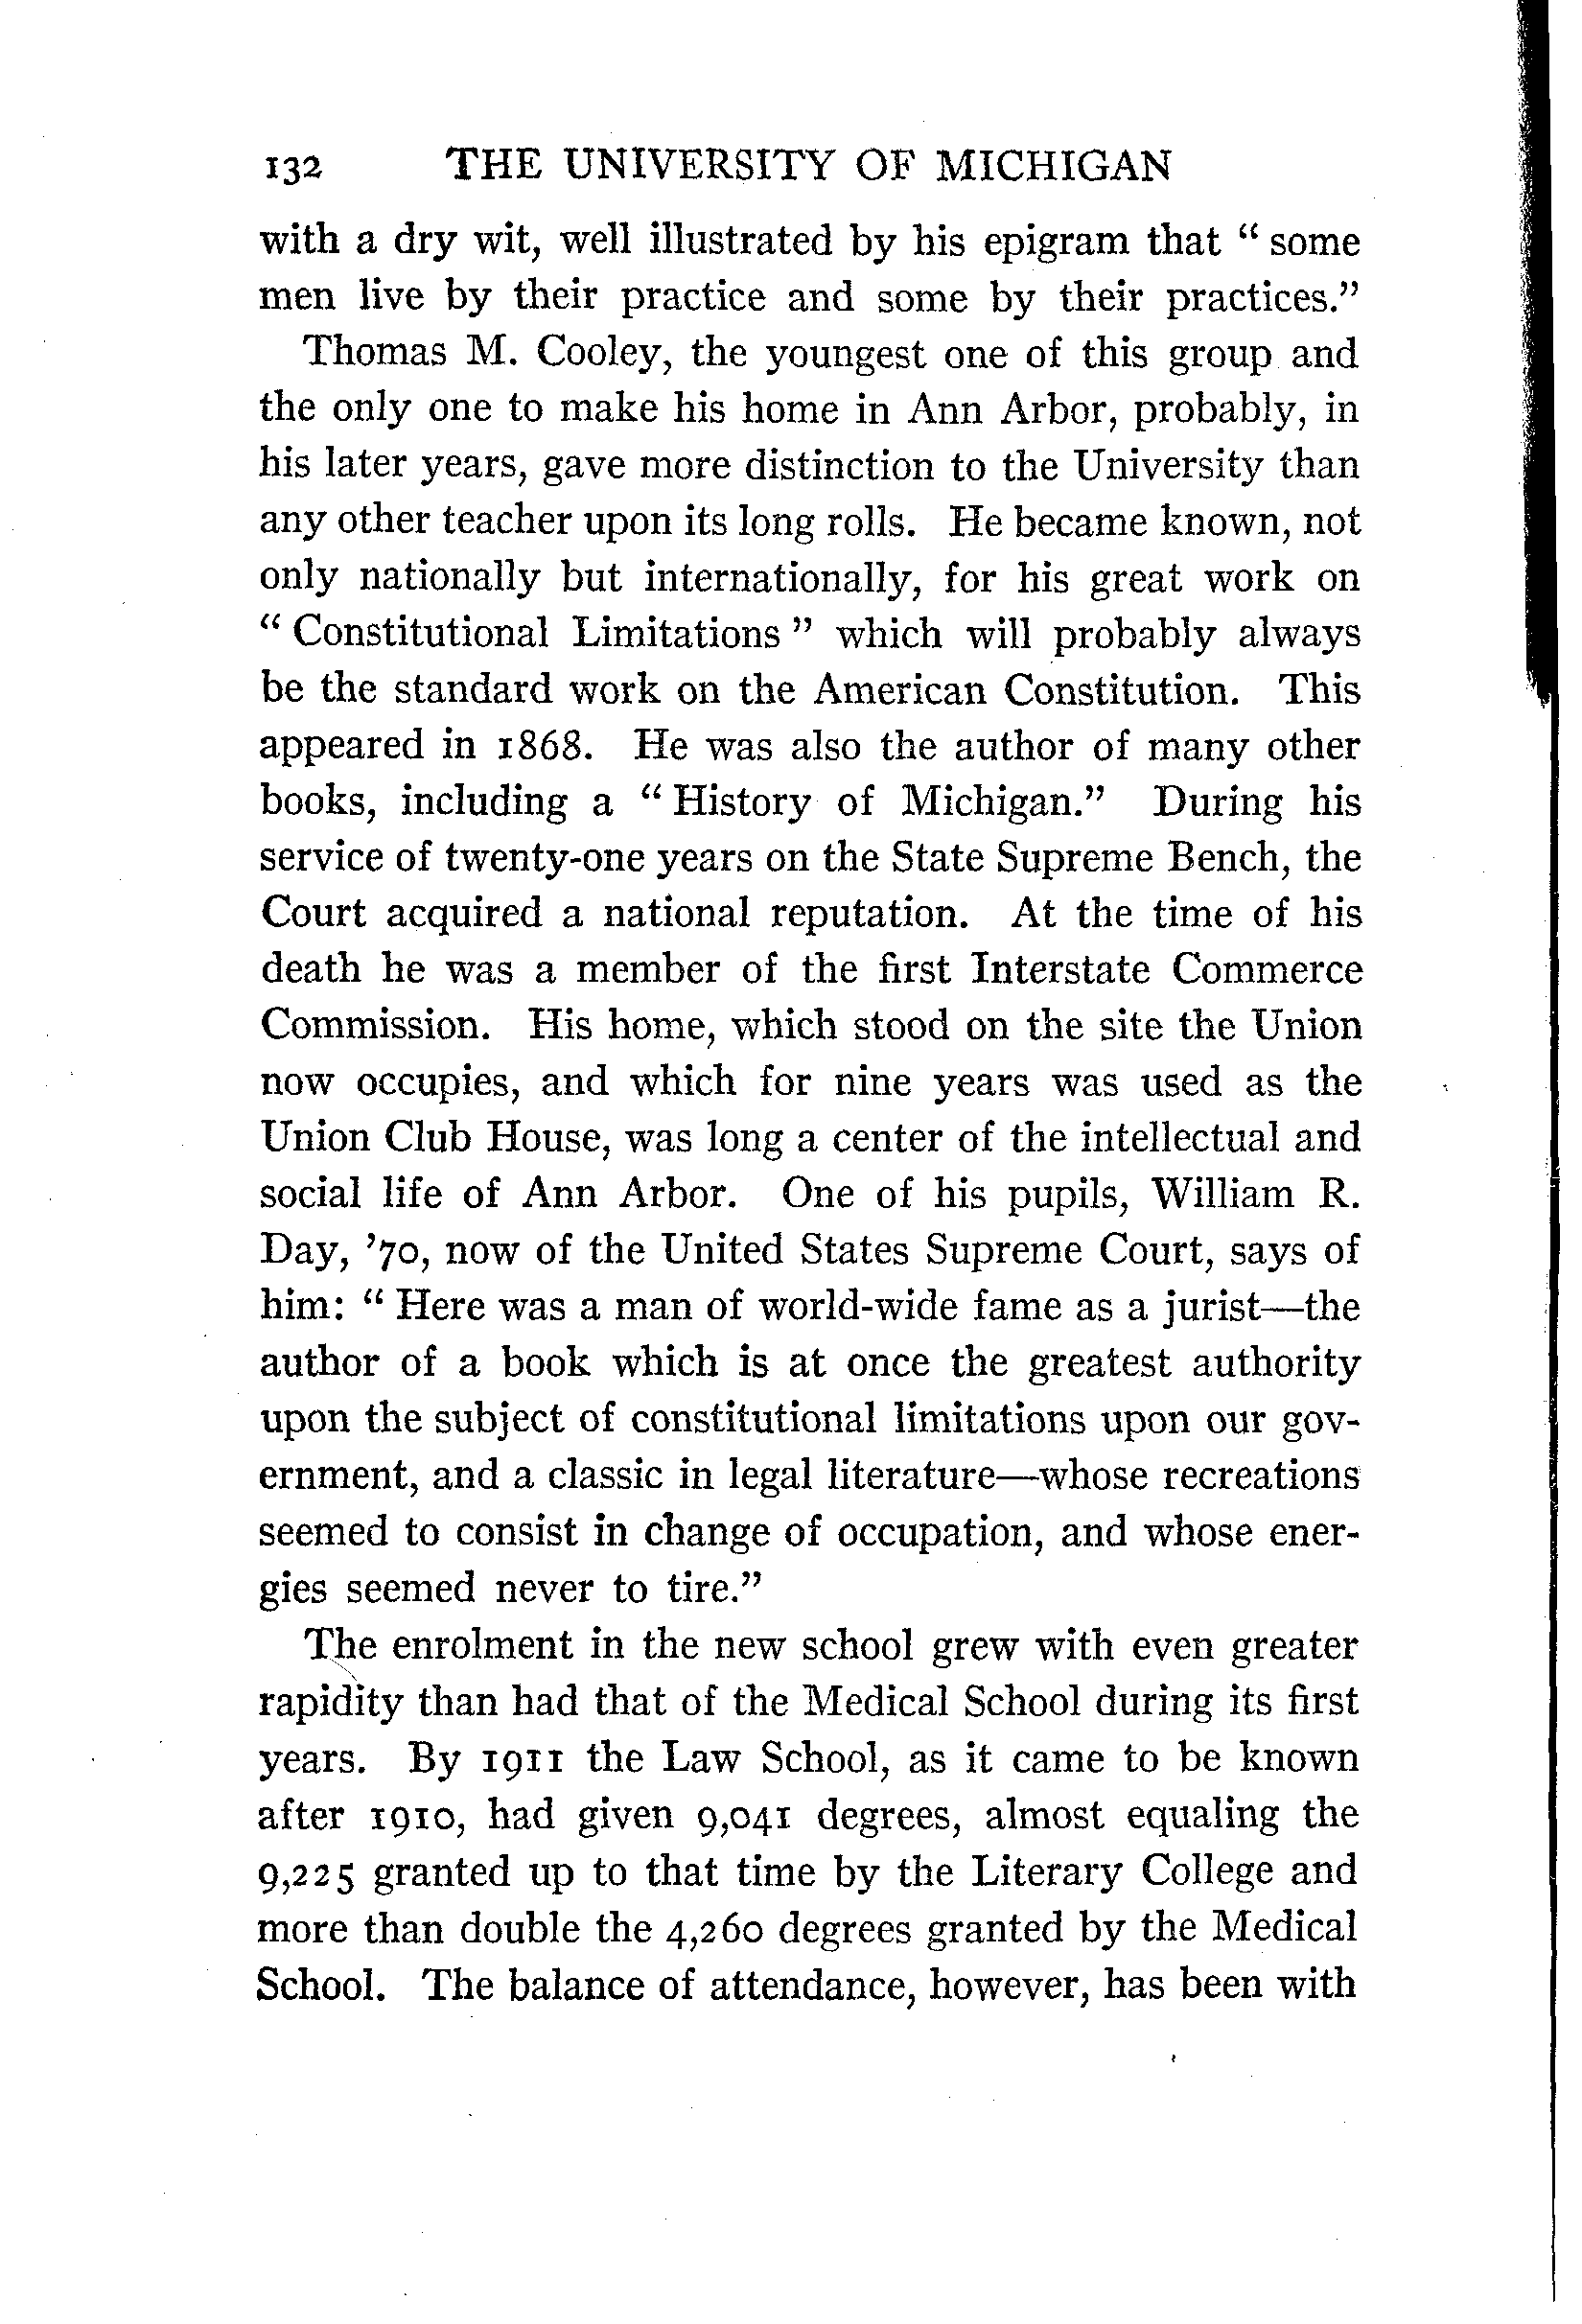 132 THE UNIVERSITY OF MICHIGAN
with a dry wit, well illustrated by his epigram that “ some
men live by their practice and some by their practices.”
Thomas M. Cooley, the youngest one of this group and
the only one to make his home in Ann Arbor, probably, in
his later years, gave more distinction to the University than
any other teacher upon its long rolls. He became known, not
only nationally but internationally, for his great work on
“ Constitutional Limitations ” which will probably always
be the standard work on the American Constitution. This
appeared in 1868. He was also the author of many other
books, including a “ History of Michigan.” During his
service of twenty-one years on the State Supreme Bench, the
Court acquired a national reputation. At the time of his
death he was a member of the first Interstate Commerce
Commission. His home, which stood on the site the Union
now occupies, and which for nine years was used as the
Union Club House, was long a center of the intellectual and
social life of Ann Arbor. One of his pupils, William R.
Day, ’70, now of the United States Supreme Court, says of
him: “ Here was a man of world-wide fame as a jurist—the
author of a book which is at once the greatest authority
upon the subject of constitutional limitations upon our gov-
ernment, and a classic in legal literature—whose recreations
seemed to consist in change of occupation, and whose ener-
gies seemed never to tire.”
The enrolment in the new school grew with even greater
rapidity than had that of the Medical School during its first
years. By 1911 the Law School, as it came to be known
after 1910, had given 9,041 degrees, almost equaling the
9,225 granted up to that time by the Literary College and
more than double the 4,260 degrees granted by the Medical
School. The balance of attendance, however, has been with